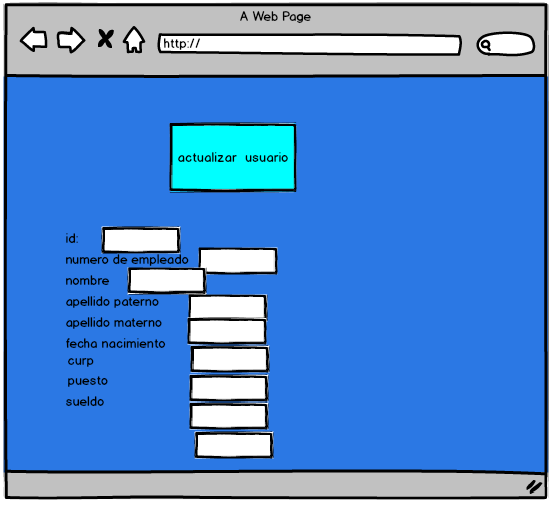 A Web Page
http://
actualizar usuario
id:
numero de empleado
nombre
apellido paterno
apellido materno
fecha nacimiento
curp
puesto
sueldo